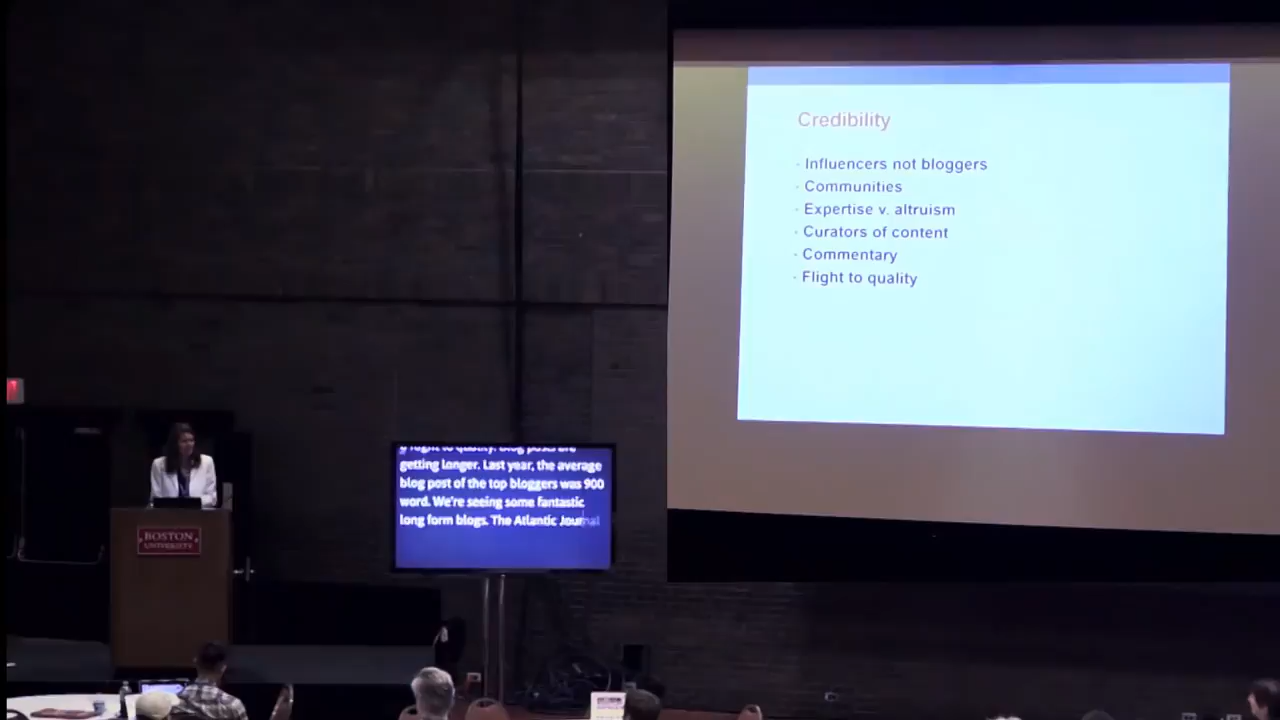 Credibility
- Influencers not bloggers
- Communities
- Expertise v. altruism
- Curators of content
- Commentary
- Flight to quality
getting longer. Last year, the average
blog post of the top bloggers was 900
word. We're seeing some fantastic
long form blogs. The Atlantic Journal
BOSTON
UNIVERSITY